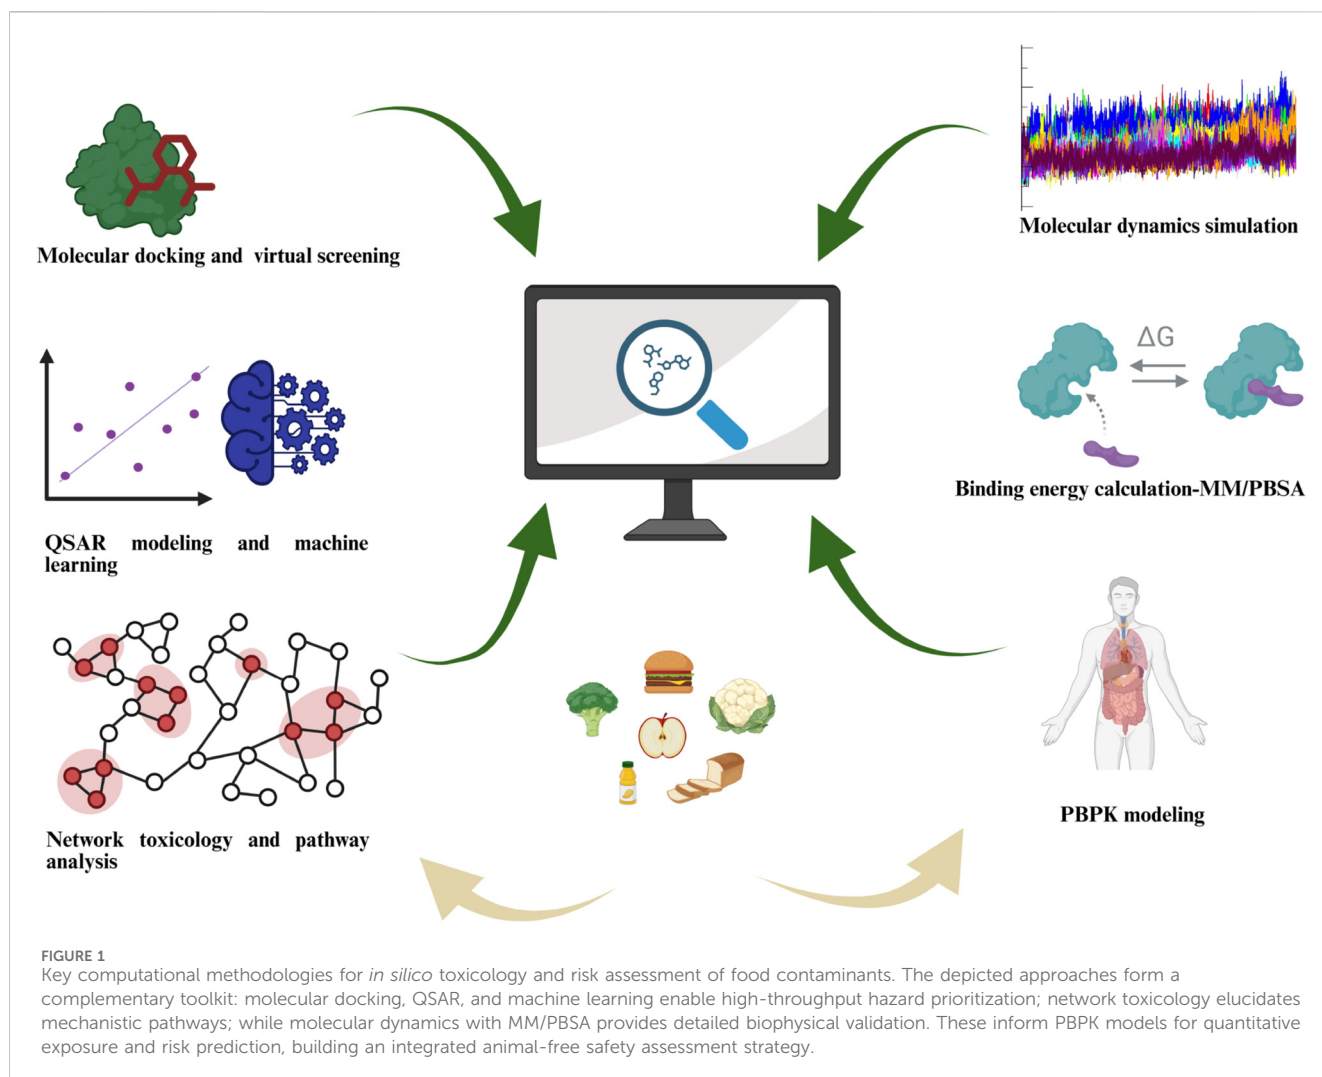 Molecular docking and virtual screening
Molecular dynamics simulation
ΔG
Binding energy calculation-MM/PBSA
QSAR modeling and machine
learning
PBPK modeling
Network toxicology and pathway
analysis
FIGURE 1
Key computational methodologies for in silico toxicology and risk assessment of food contaminants. The depicted approaches form a
complementary toolkit: molecular docking, QSAR, and machine learning enable high-throughput hazard prioritization; network toxicology elucidates
mechanistic pathways; while molecular dynamics with MM/PBSA provides detailed biophysical validation. These inform PBPK models for quantitative
exposure and risk prediction, building an integrated animal-free safety assessment strategy.